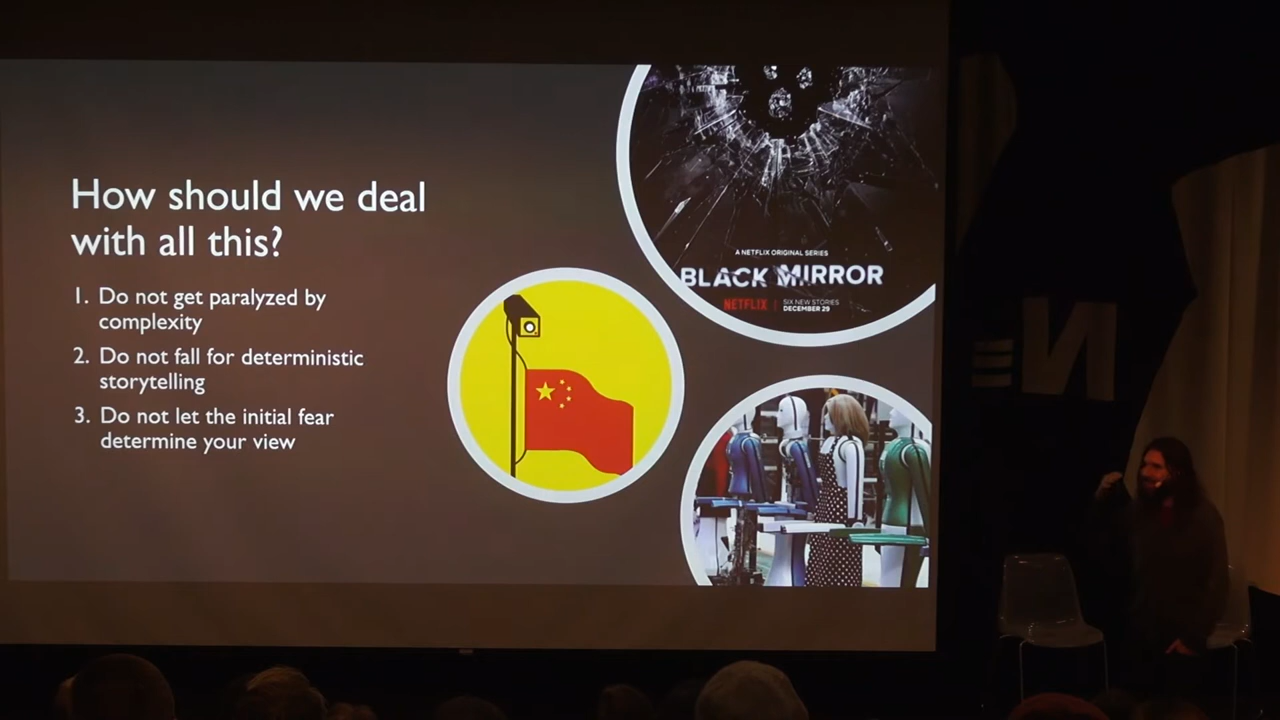 How should we deal
with all this?
1. Do not get paralyzed by
complexity
2. Do not fall for deterministic
storytelling
3. Do not let the initial fear
determine your view
A NETFLIX ORIGINAL SERIES
BLACK MIRROR
NETFLIX | SIX NEW STORIES
DECEMBER 29
=N